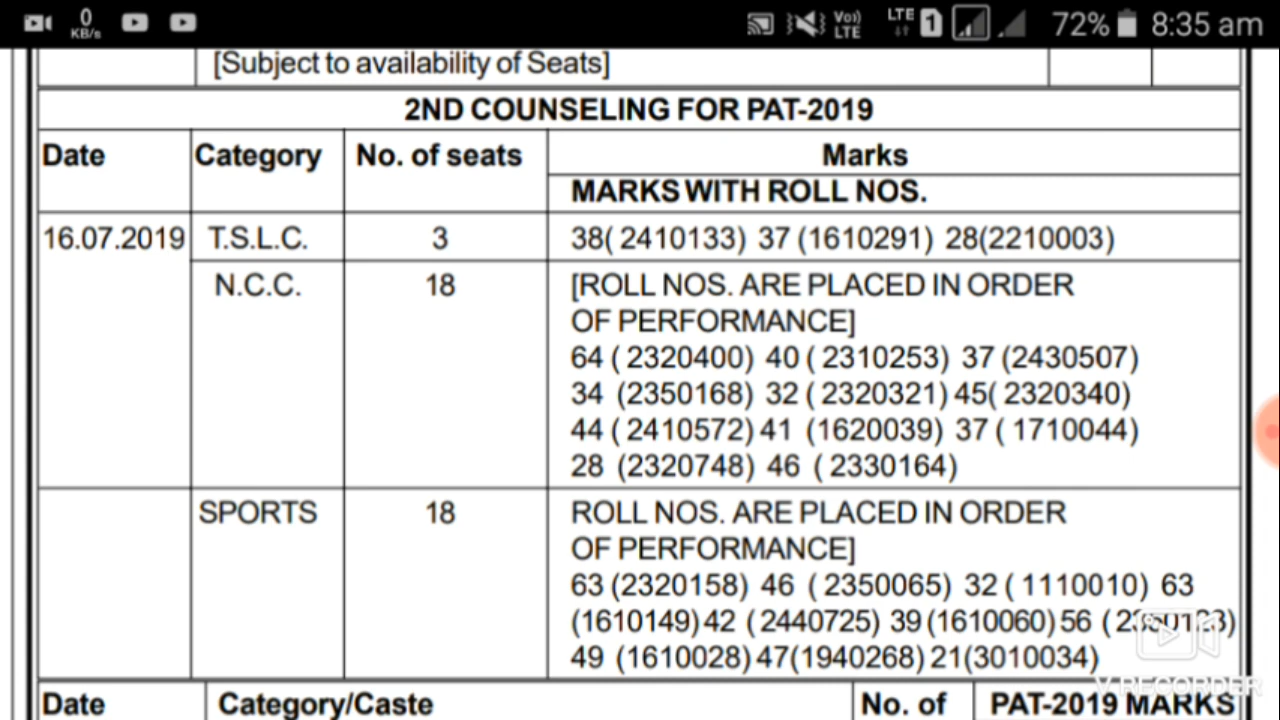 0
KB/s
Vo))
LTE
LTE
1
72%
8:35 am
[Subject to availability of Seats]
2ND COUNSELING FOR PAT-2019
Date Category No. of seats Marks
MARKS WITH ROLL NOS.
16.07.2019 T.S.L.C. 3 38( 2410133) 37 (1610291) 28(2210003)
N.C.C. 18 [ROLL NOS. ARE PLACED IN ORDER
OF PERFORMANCE]
64 ( 2320400) 40 ( 2310253) 37 (2430507)
34 (2350168) 32 ( 2320321) 45( 2320340)
44 ( 2410572) 41 (1620039) 37 ( 1710044)
28 (2320748) 46 ( 2330164)
SPORTS 18 ROLL NOS. ARE PLACED IN ORDER
OF PERFORMANCE]
63 (2320158) 46 ( 2350065) 32 ( 1110010) 63
(1610149) 42 ( 2440725) 39 (1610060) 56
49 (1610028) 47(1940268) 21(3010034)
V RECORDER
Date Category/Caste No. of PAT-2019 MARKS